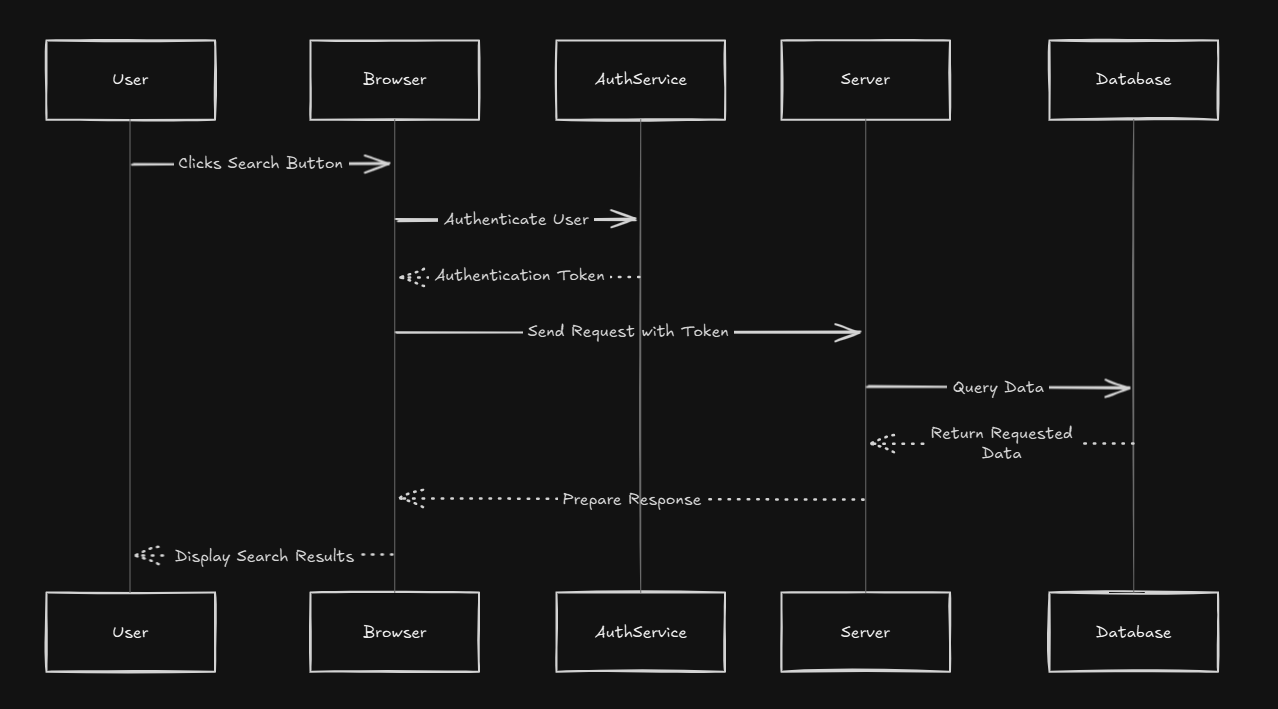 User
Browser
AuthService
Server
Database
Clicks Search Button
Authenticate User
Authentication Token
Send Request with Token
Query Data
Return Requested
Data
Prepare Response
Display Search Results
User
Browser
AuthService
Server
Database